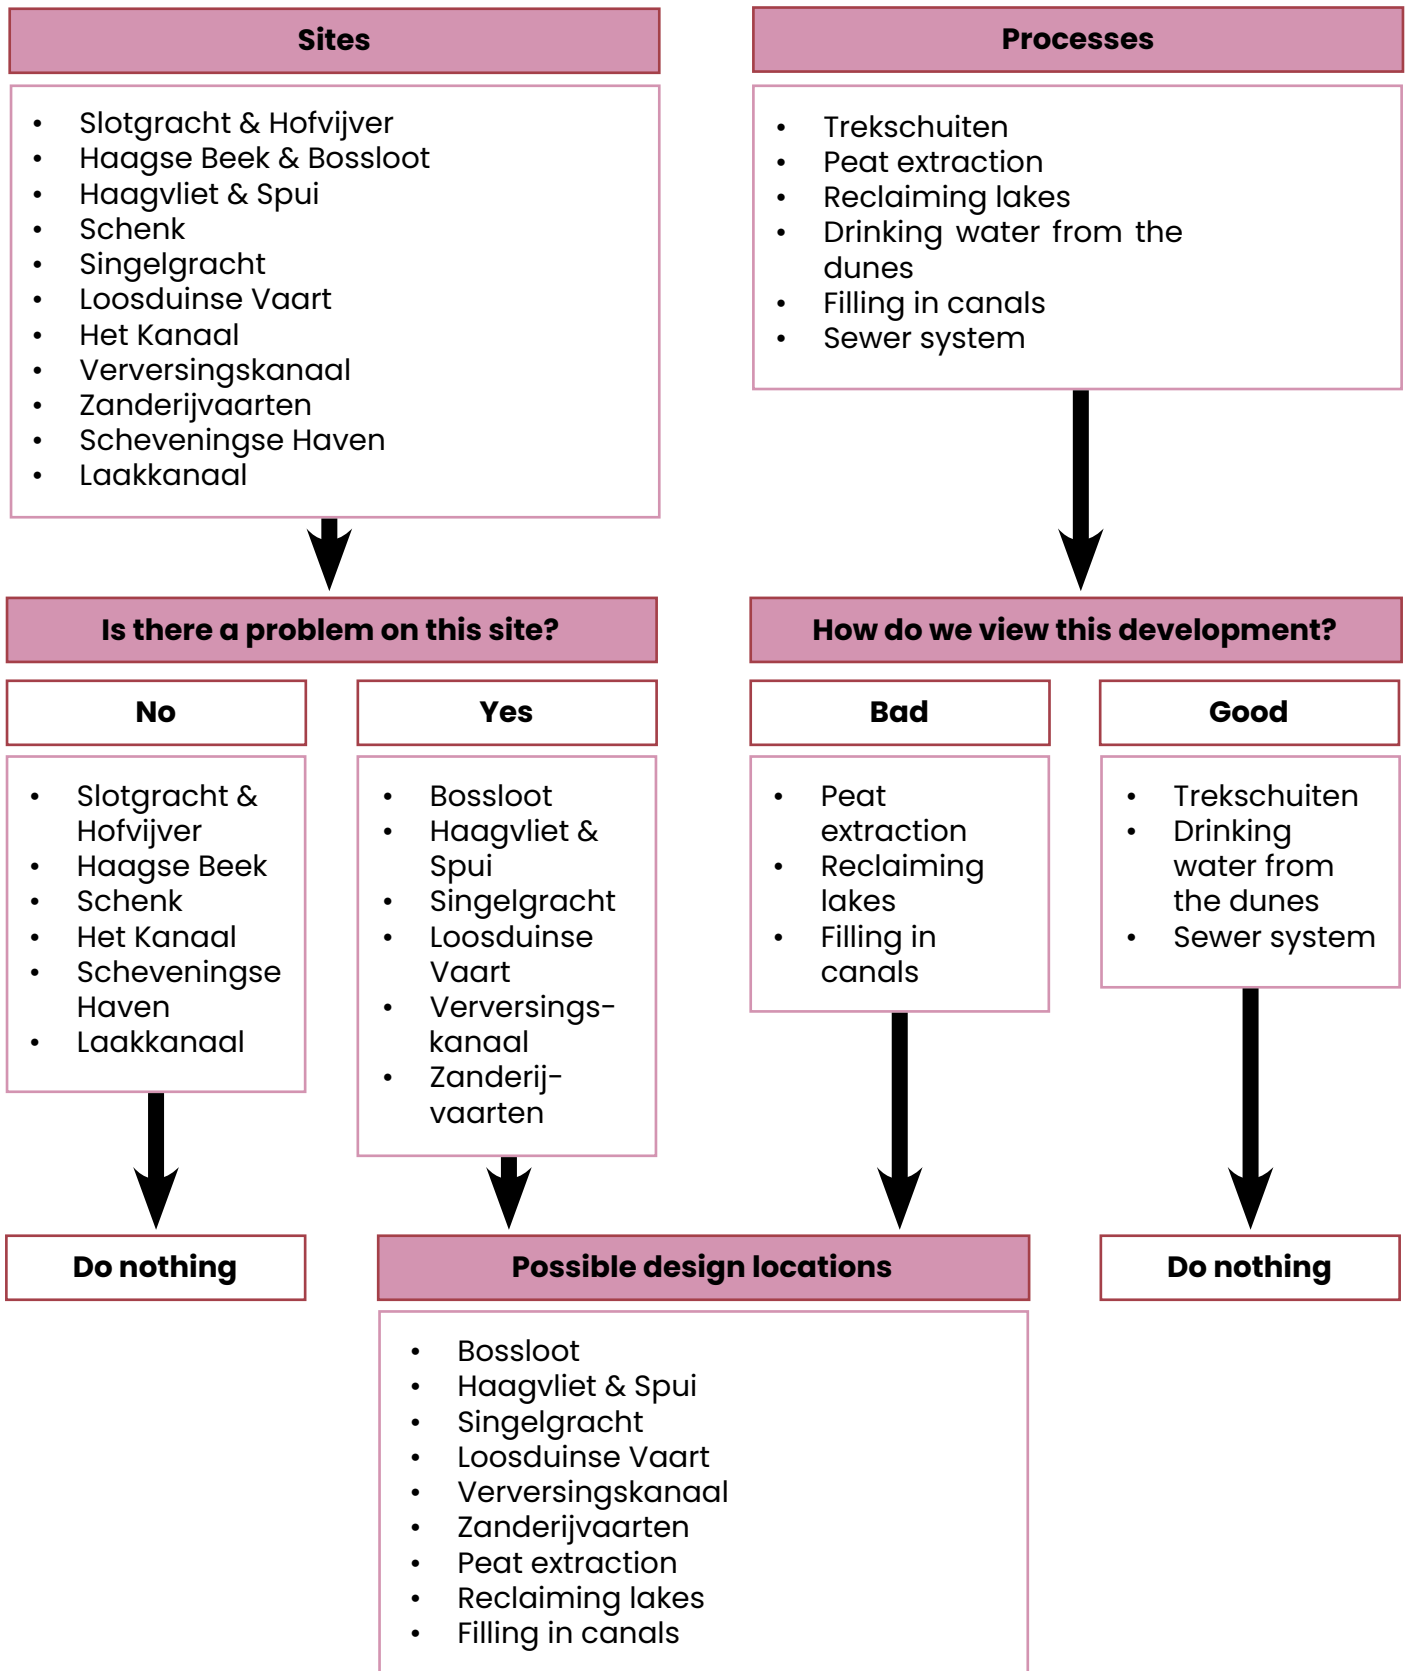 Sites
• Slotgracht & Hofvijver
• Haagse Beek & Bossloot
• Haagvliet & Spui
• Schenk
• Singelgracht
• Loosduinse Vaart
• Het Kanaal
• Verversingskanaal
• Zanderijvaarten
• Scheveningse Haven
• Laakkanaal
Processes
• Trekschuiten
• Peat extraction
• Reclaiming lakes
• Drinking water from the
dunes
• Filling in canals
• Sewer system
Is there a problem on this site?
No
• Slotgracht &
Hofvijver
• Haagse Beek
• Schenk
• Het Kanaal
• Scheveningse
Haven
• Laakkanaal
Yes
• Bossloot
• Haagvliet &
Spui
• Singelgracht
• Loosduinse
Vaart
• Verversings-
kanaal
• Zanderij-
vaarten
How do we view this development?
Bad
• Peat
extraction
• Reclaiming
lakes
• Filling in
canals
Good
• Trekschuiten
• Drinking
water from
the dunes
• Sewer system
Do nothing
Possible design locations
• Bossloot
• Haagvliet & Spui
• Singelgracht
• Loosduinse Vaart
• Verversingskanaal
• Zanderijvaarten
• Peat extraction
• Reclaiming lakes
• Filling in canals
Do nothing